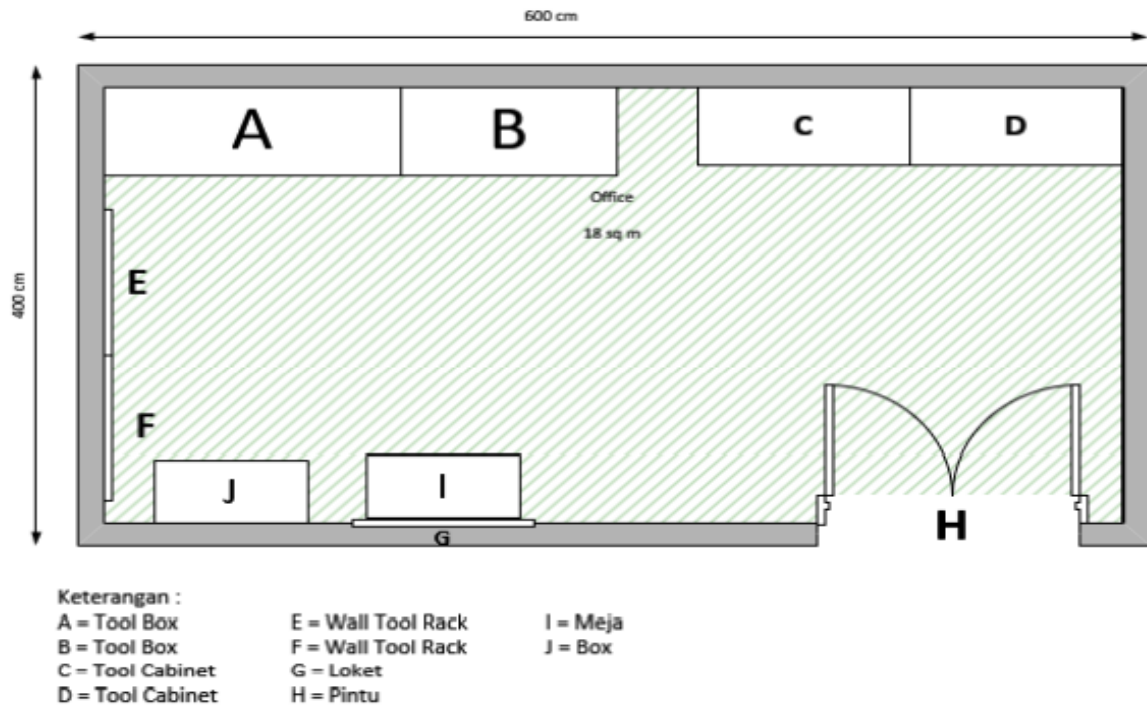 600 cm
A
B
C
D
Office
18 sq m
400 cm
E
F
J
I
G
H
Keterangan :
A = Tool Box
E = Wall Tool Rack
I = Meja
B = Tool Box
F = Wall Tool Rack
J = Box
C = Tool Cabinet
G = Loket
D = Tool Cabinet
H = Pintu